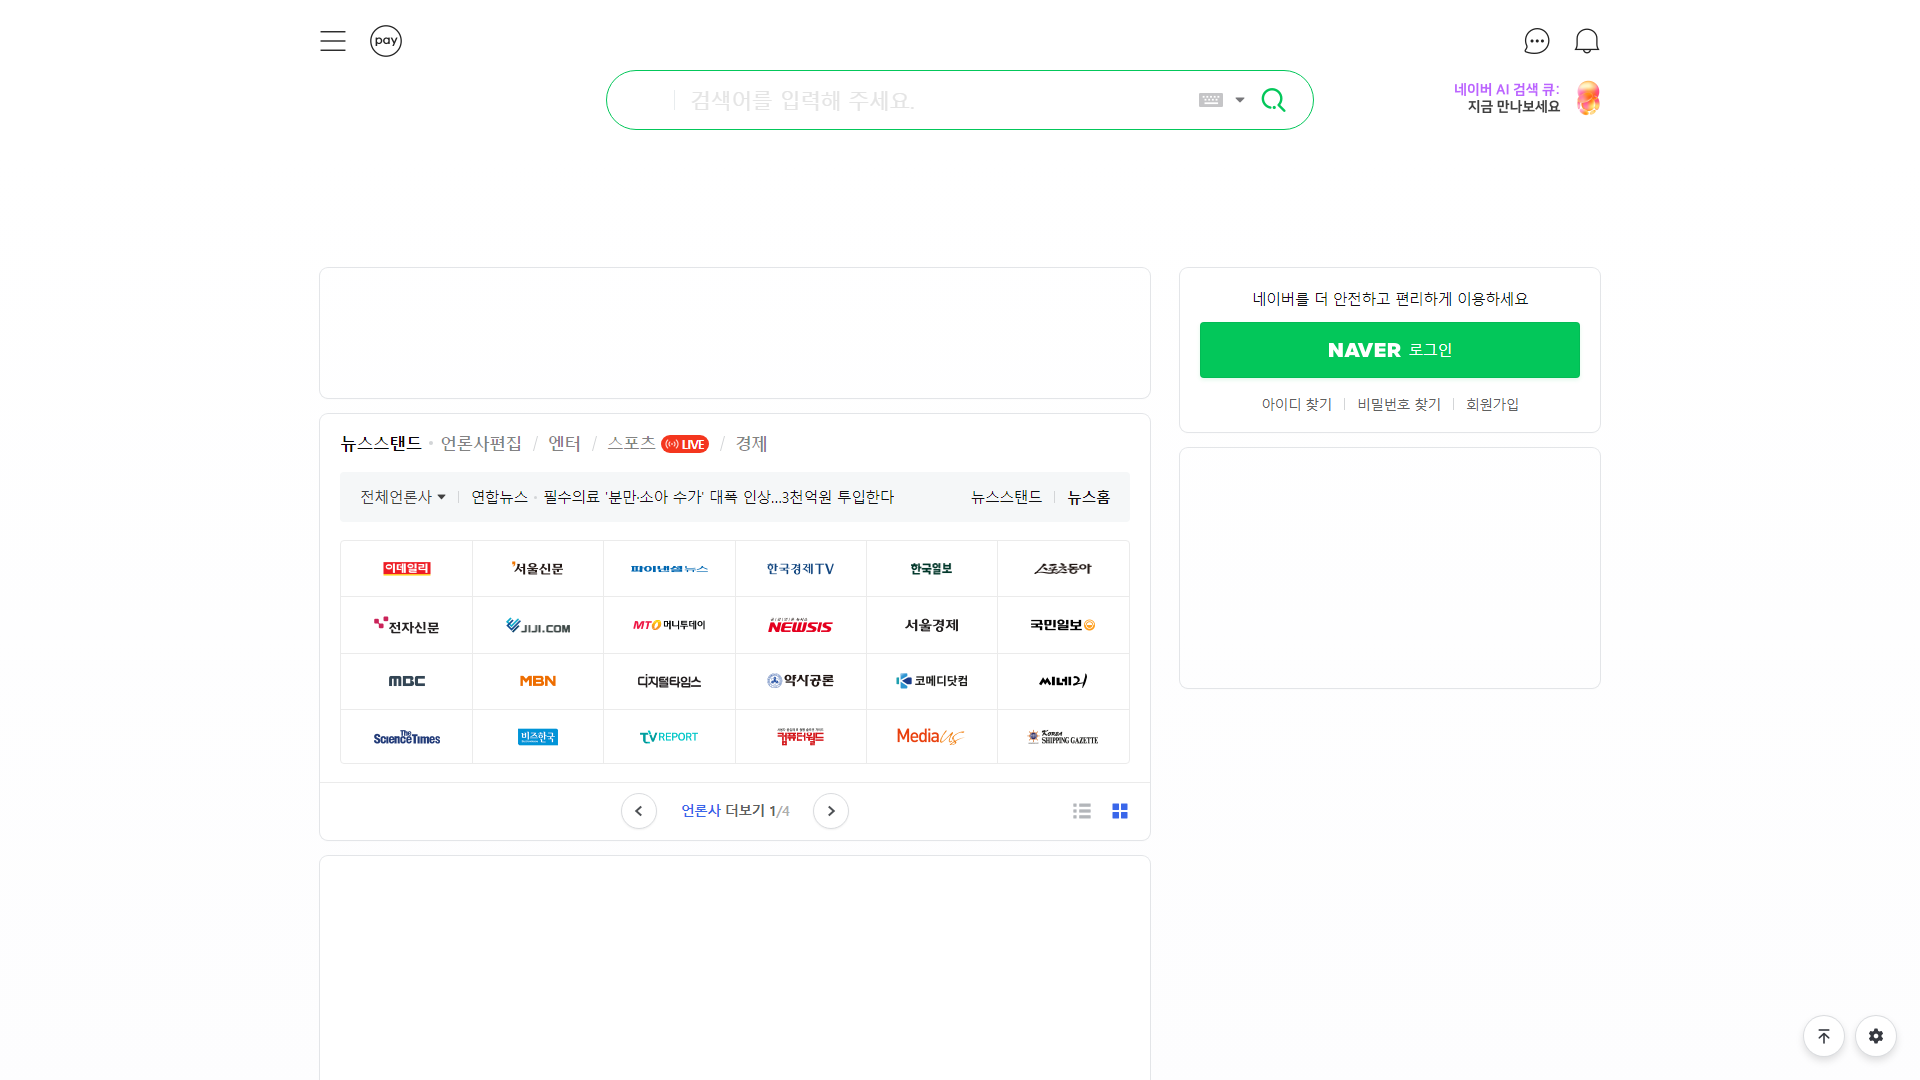 pay
검색어를 입력해 주세요.
네이버 AI 검색 큐:
지금 만나보세요
네이버를 더 안전하고 편리하게 이용하세요
NAVER 로그인
아이디 찾기 비밀번호 찾기 회원가입
뉴스스탠드 언론사편집 / 엔터 / 스포츠 LIVE / 경제
전체언론사 연합뉴스 필수의료 '분만·소아 수가' 대폭 인상...3천억원 투입한다 뉴스스탠드 뉴스홈
이데일리 서울신문 파이낸셜뉴스 한국경제TV 한국일보 스포츠동아
전자신문 JIJI.COM MTO 머니투데이 NEWSIS 서울경제 국민일보
MBC MBN 디지털타임스 약사공론 코메디닷컴 씨네21
The ScienceTimes 비즈한국 TVREPORT 컴퓨터월드 Mediaus Korea SHIPPING GAZETTE
언론사 더보기 1/4